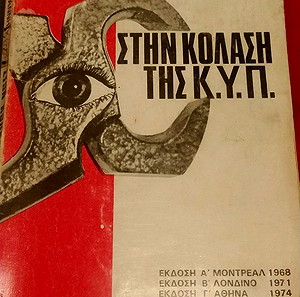 ΣΤΗΝ ΚΟΛΑΣΗ
ΤΗΣ Κ.Υ.Π.
ΕΚΔΟΣΗ Α΄ ΜΟΝΤΡΕΑΛ 1968
ΕΚΔΟΣΗ Β΄ ΛΟΝΔΙΝΟ 1971
ΕΚΔΟΣΗ Γ΄ ΑΘΗΝΑ 1974